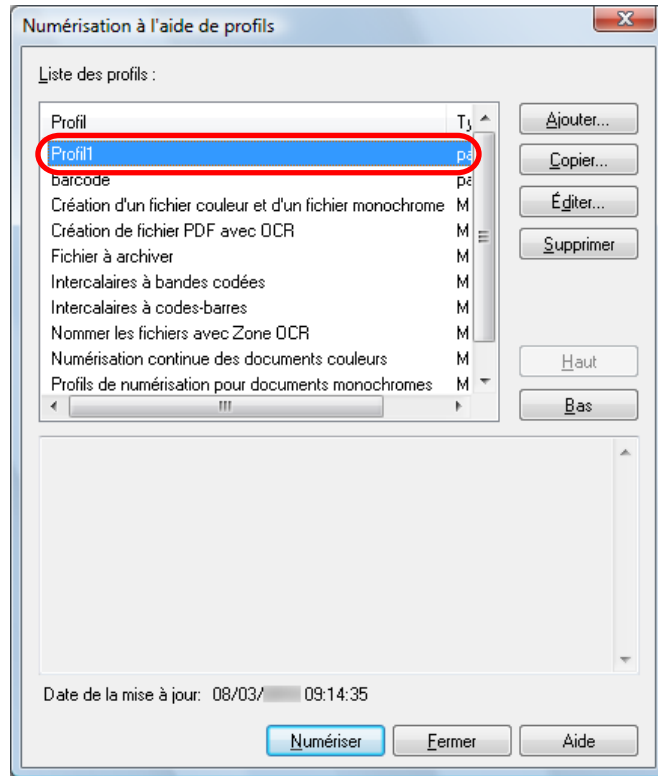 Numérisation à l'aide de profils
Liste des profils :
Profil Ty
Profil1 pa
barcode pa
Création d'un fichier couleur et d'un fichier monochrome M
Création de fichier PDF avec OCR M
Fichier à archiver M
Intercalaires à bandes codées M
Intercalaires à codes-barres M
Nommer les fichiers avec Zone OCR M
Numérisation continue des documents couleurs M
Profils de numérisation pour documents monochromes M
Ajouter...
Copier...
Éditer...
Supprimer
Haut
Bas
Date de la mise à jour: 08/03/ 09:14:35
Numériser Fermer Aide